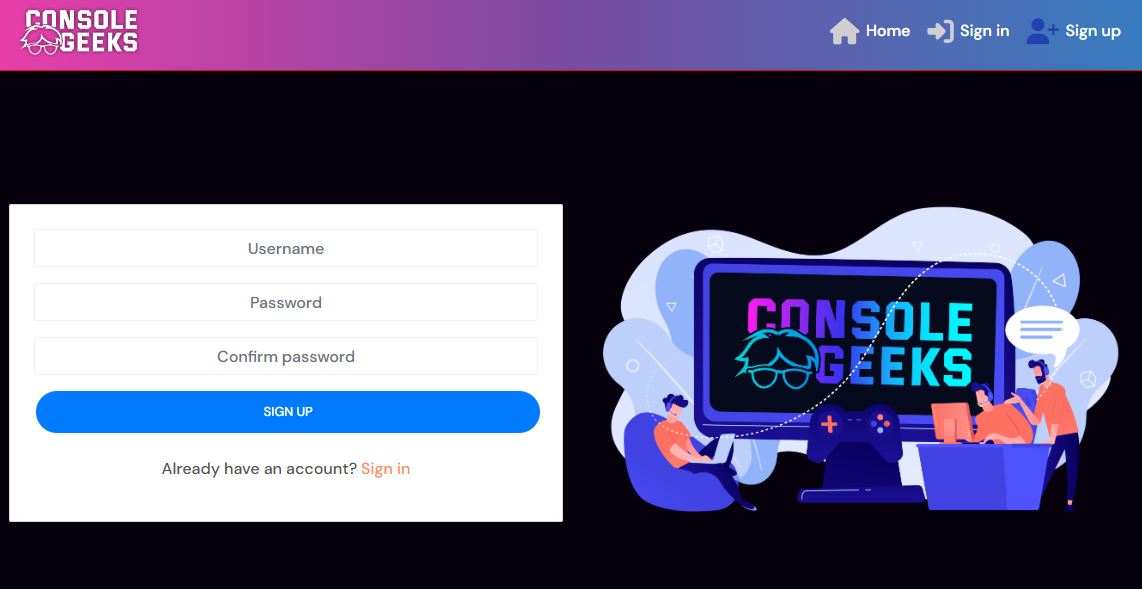 CONSOLE
GEEKS
Home
Sign in
Sign up
Username
Password
Confirm password
SIGN UP
Already have an account? Sign in
CONSOLE
GEEKS